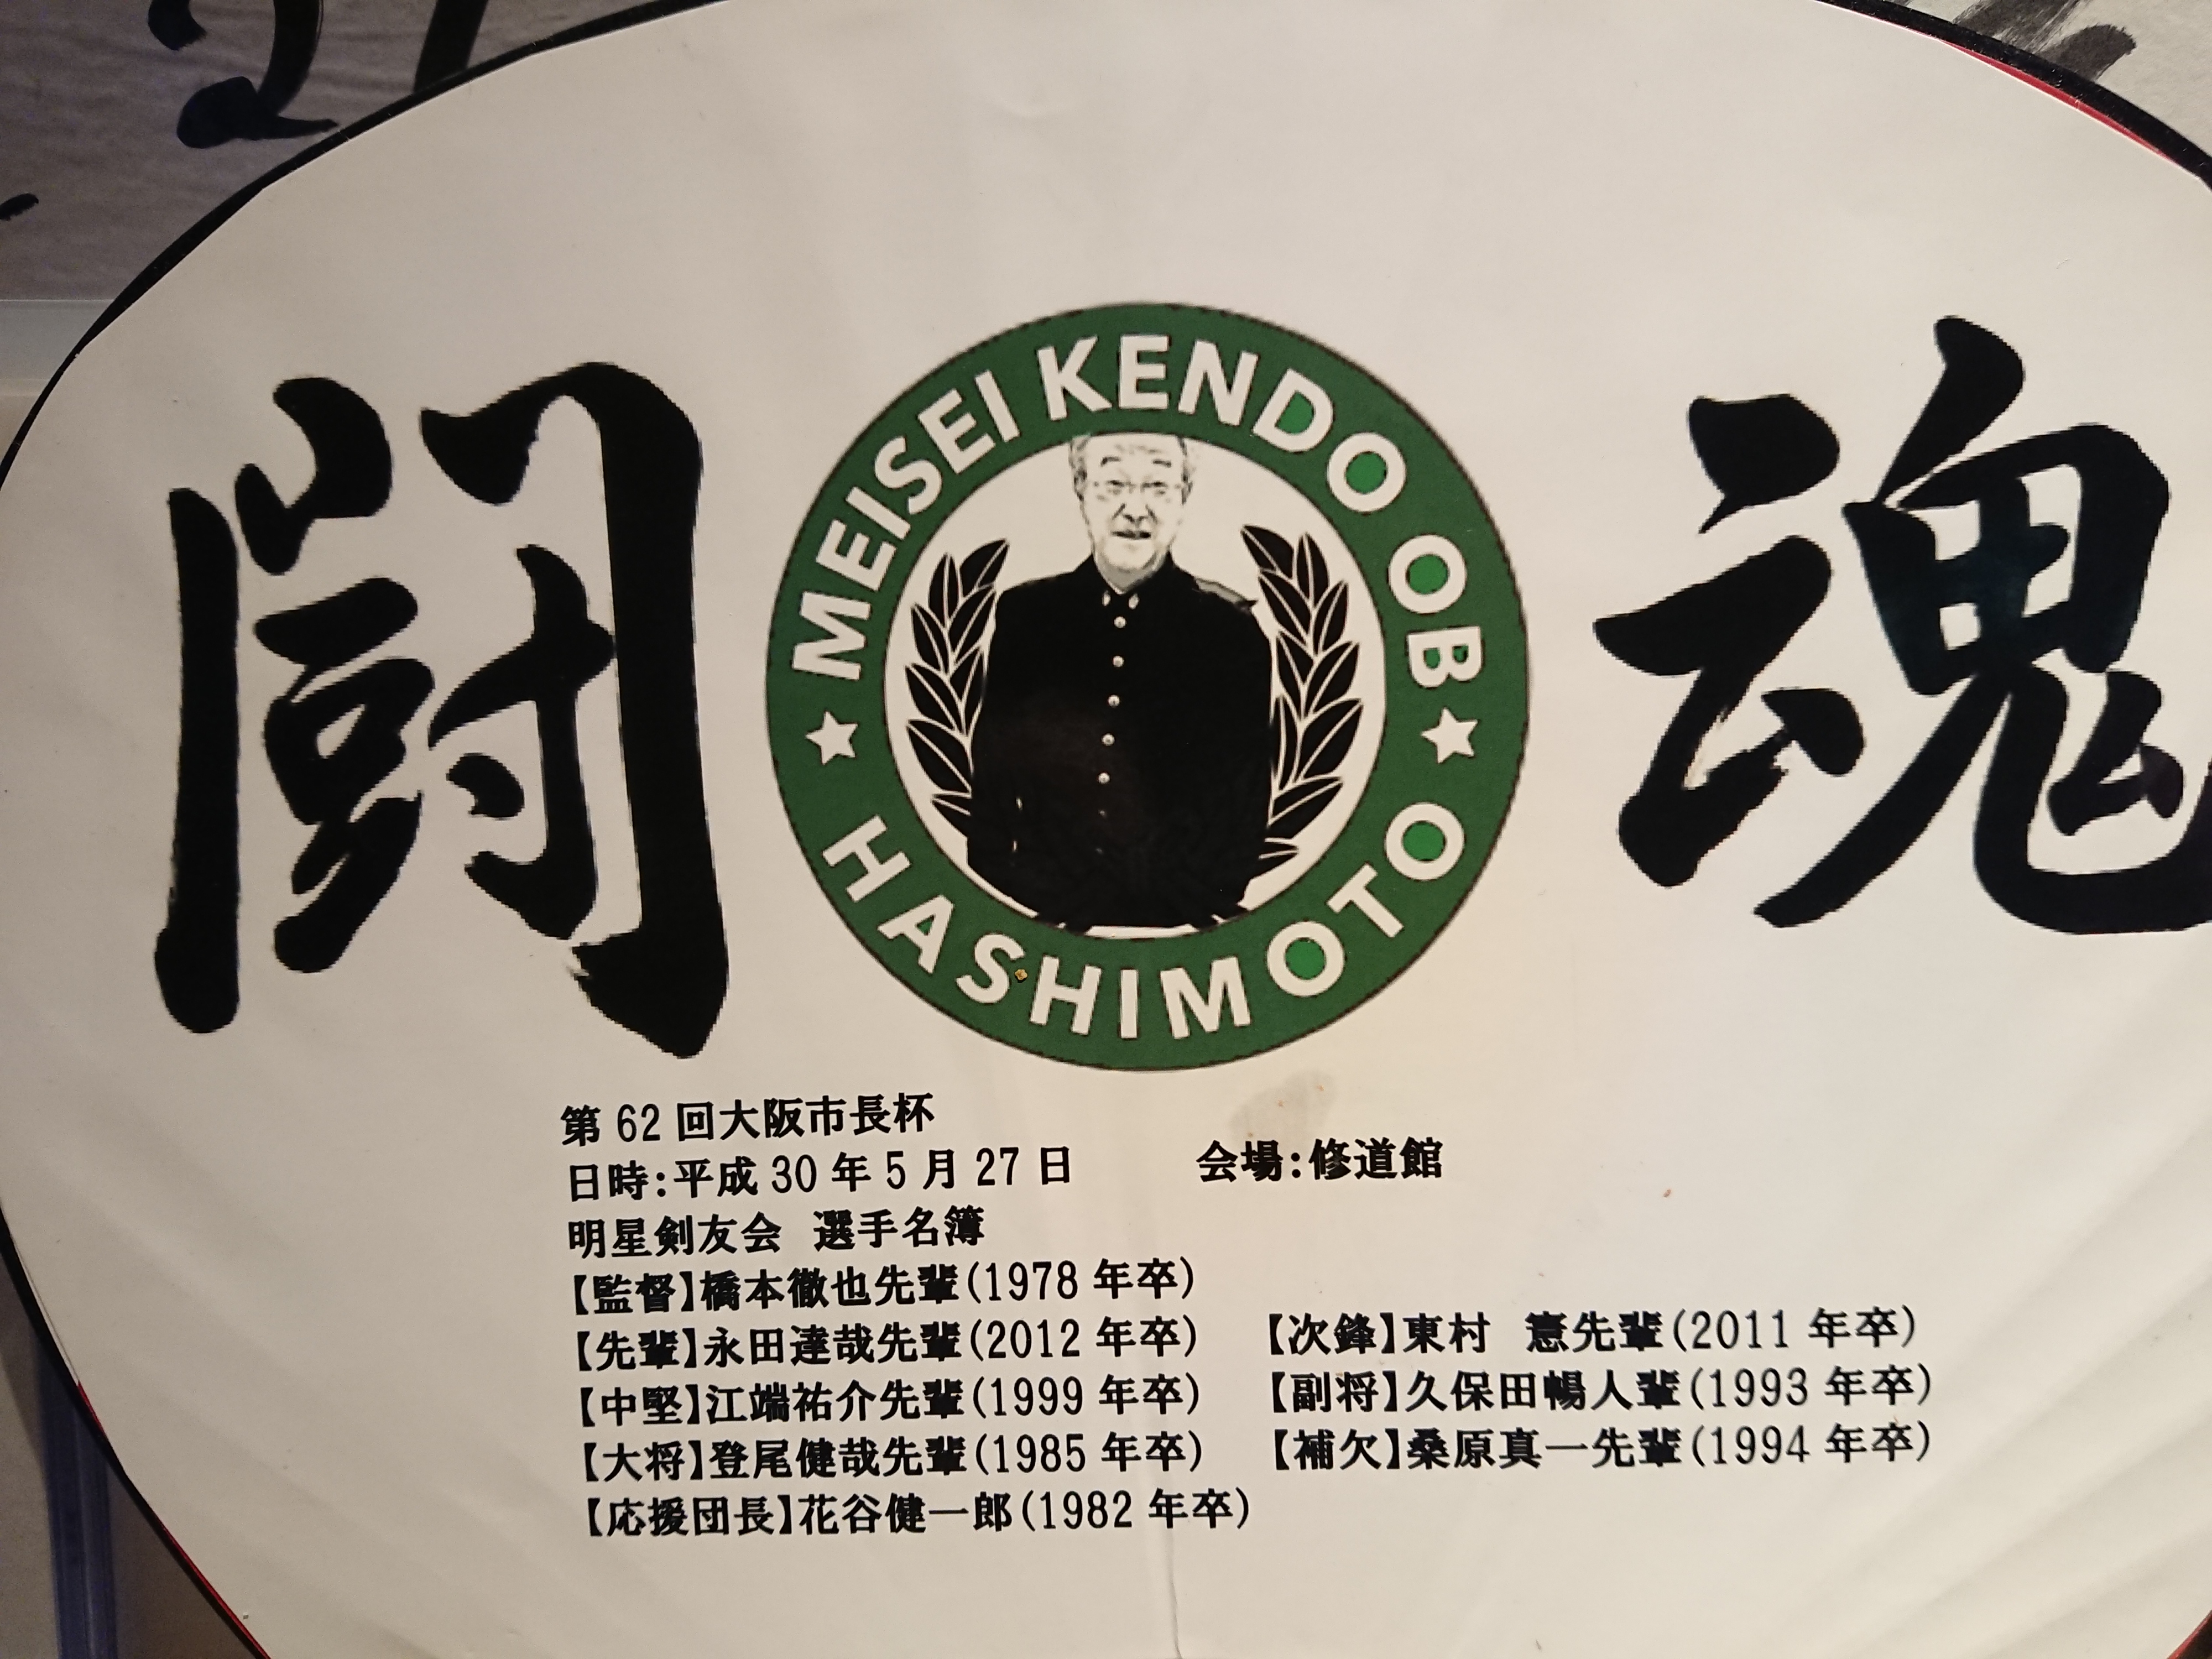 21
闘
魂
MEISEI KENDO OB
HASHIMOTO
第62回大阪市長杯
日時:平成30年5月27日 会場:修道館
明星剣友会 選手名簿
【監督】橋本徹也先輩(1978年卒)
【先輩】永田達哉先輩(2012年卒) 【次鋒】東村 憲先輩(2011年卒)
【中堅】江端祐介先輩(1999年卒) 【副将】久保田暢人輩(1993年卒)
【大将】登尾健哉先輩(1985年卒) 【補欠】桑原真一先輩(1994年卒)
【応援団長】花谷健一郎(1982年卒)